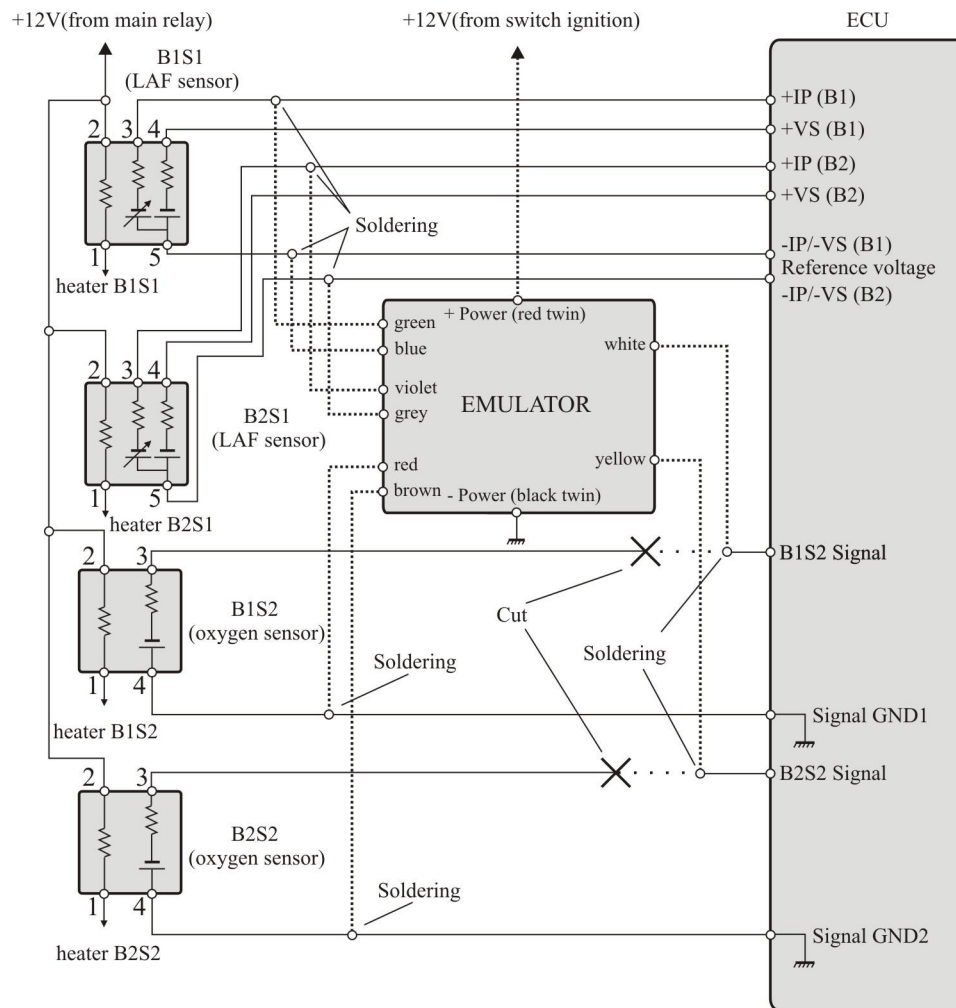 +12V(from main relay)
+12V(from switch ignition)
ECU
B1S1
(LAF sensor)
+IP (B1)
2 3 4
+VS (B1)
+IP (B2)
+VS (B2)
Soldering
1 5
-IP/-VS (B1)
heater B1S1
Reference voltage
-IP/-VS (B2)
+ Power (red twin)
green
white
blue
2 3 4
violet
EMULATOR
grey
B2S1
(LAF sensor)
red
yellow
brown
- Power (black twin)
1 5
heater B2S1
2 3
B1S2 Signal
B1S2
(oxygen sensor)
Cut
Soldering
Soldering
1 4
heater B1S2
Signal GND1
2 3
B2S2 Signal
B2S2
(oxygen sensor)
Soldering
1 4
heater B2S2
Signal GND2